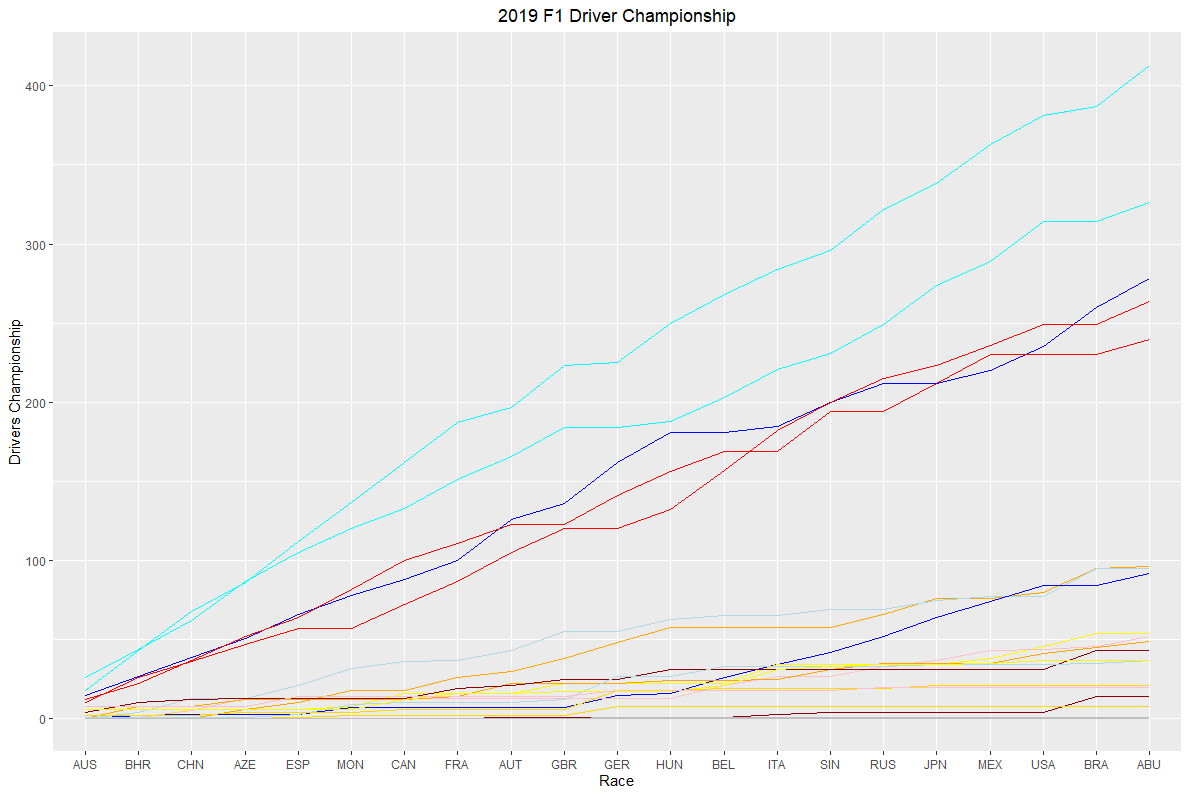 2019 F1 Driver Championship
Drivers Championship
400
300
200
100
0
AUS BHR CHN AZE ESP MON CAN FRA AUT GBR GER HUN BEL ITA SIN RUS JPN MEX USA BRA ABU
Race